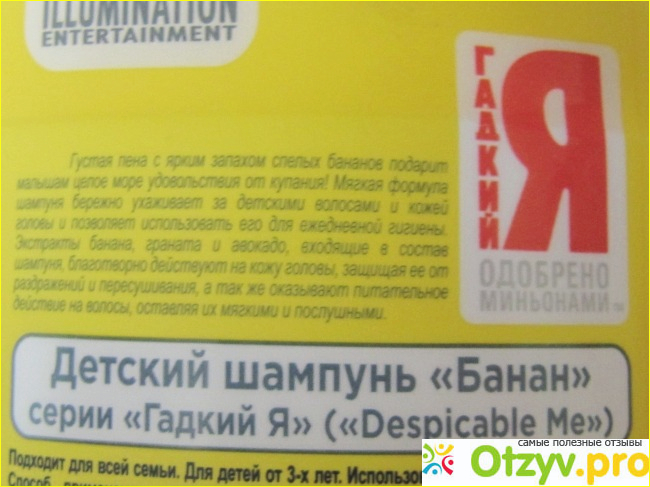 ILLUMINATION
ENTERTAINMENT
ГАДКИЙ
Я
ОДОБРЕНО
МИНЬОНАМИ™
Густая пена с ярким запахом спелых бананов подарит
малышам целое море удовольствия от купания! Мягкая формула
шампуня бережно ухаживает за детскими волосами и кожей
головы и позволяет использовать его для ежедневной гигиены.
Экстракты банана, граната и авокадо, входящие в состав
шампуня, благотворно действуют на кожу головы, защищая ее от
раздражений и пересушивания, а так же оказывают питательное
действие на волосы, оставляя их мягкими и послушными.
Детский шампунь «Банан»
серии «Гадкий Я» («Despicable Me»)
Подходит для всей семьи. Для детей от 3-х лет.
Способ
самые полезные отзывы
Otzyv.pro